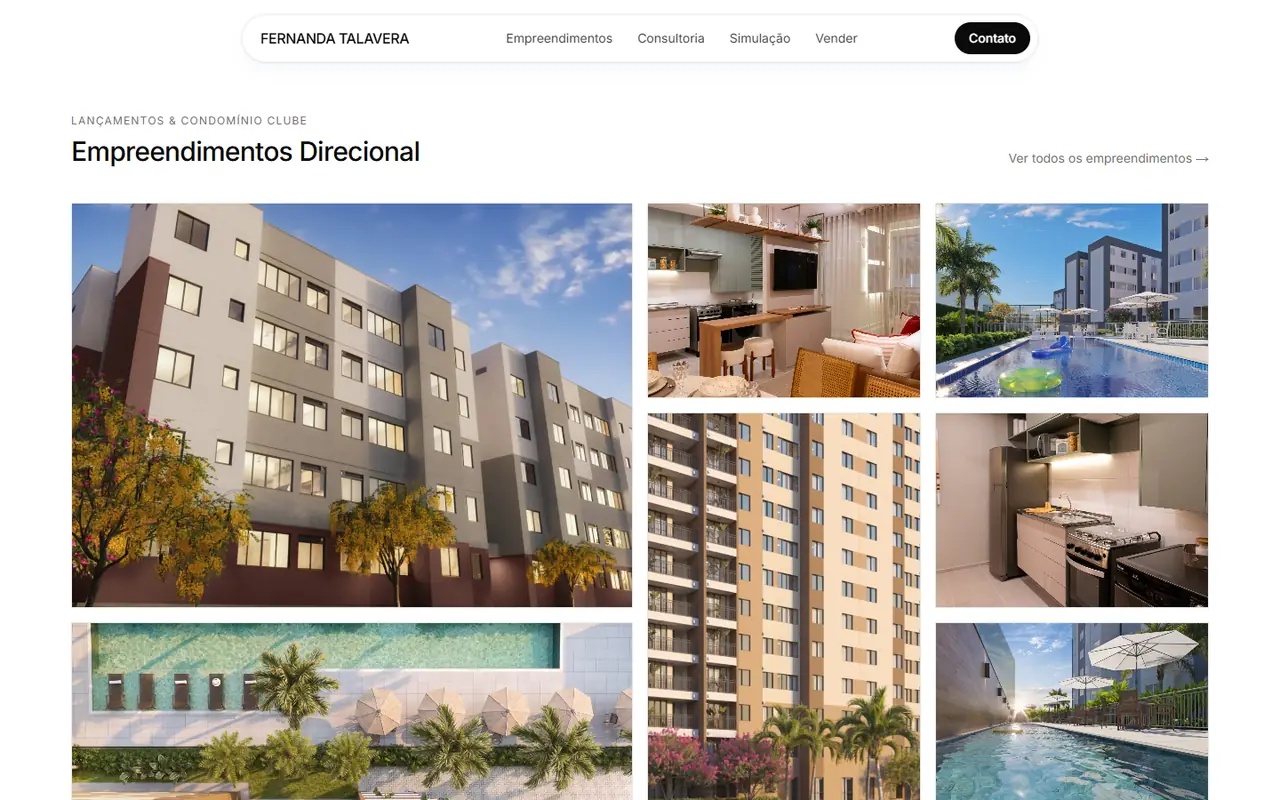 FERNANDA TALAVERA
Empreendimentos
Consultoria
Simulação
Vender
Contato
LANÇAMENTOS & CONDOMÍNIO CLUBE
Empreendimentos Direcional
Ver todos os empreendimentos →